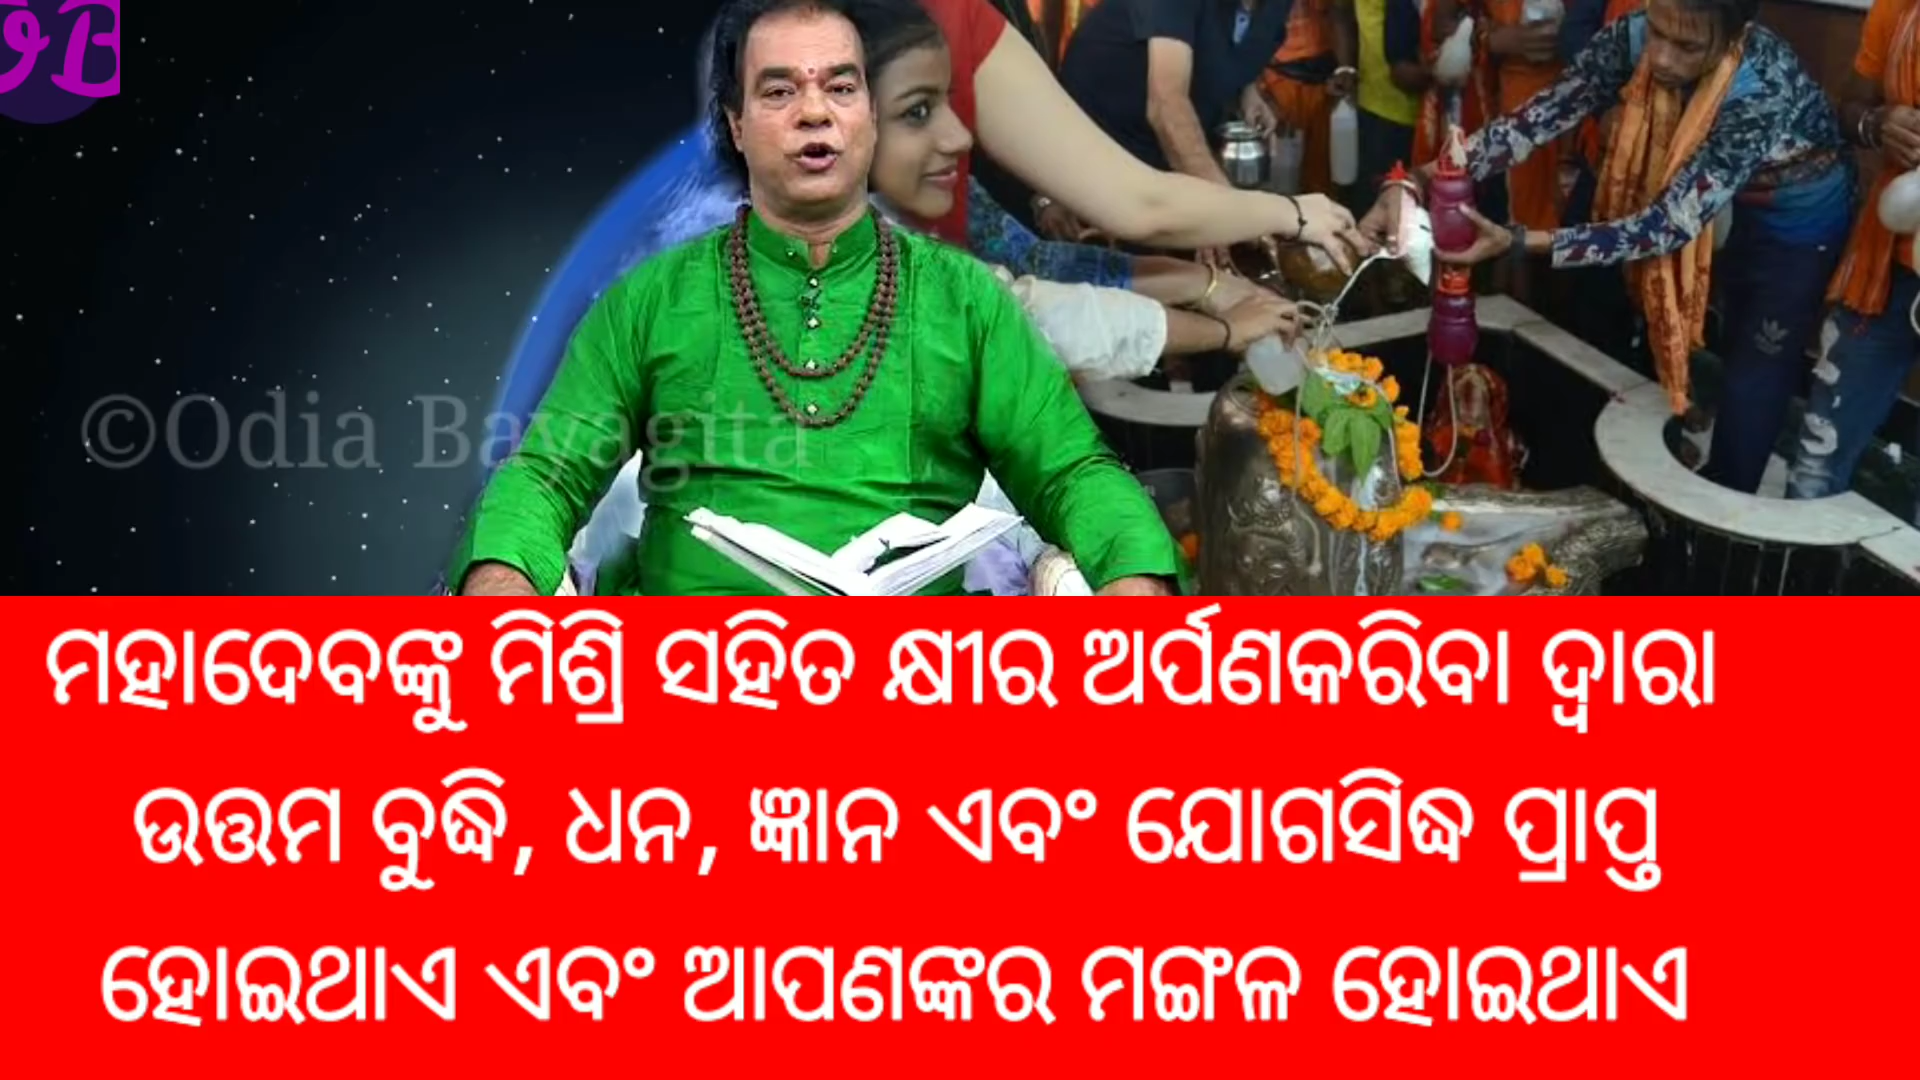 ©Odia Bayagita
ମହାଦେବଙ୍କୁ ମିଶ୍ରି ସହିତ କ୍ଷୀର ଅର୍ପଣକରିବା ଦ୍ୱାରା
ଉତ୍ତମ ବୁଦ୍ଧି, ଧନ, ଜ୍ଞାନ ଏବଂ ଯୋଗସିଦ୍ଧ ପ୍ରାପ୍ତ
ହୋଇଥାଏ ଏବଂ ଆପଣଙ୍କର ମଙ୍ଗଳ ହୋଇଥାଏ